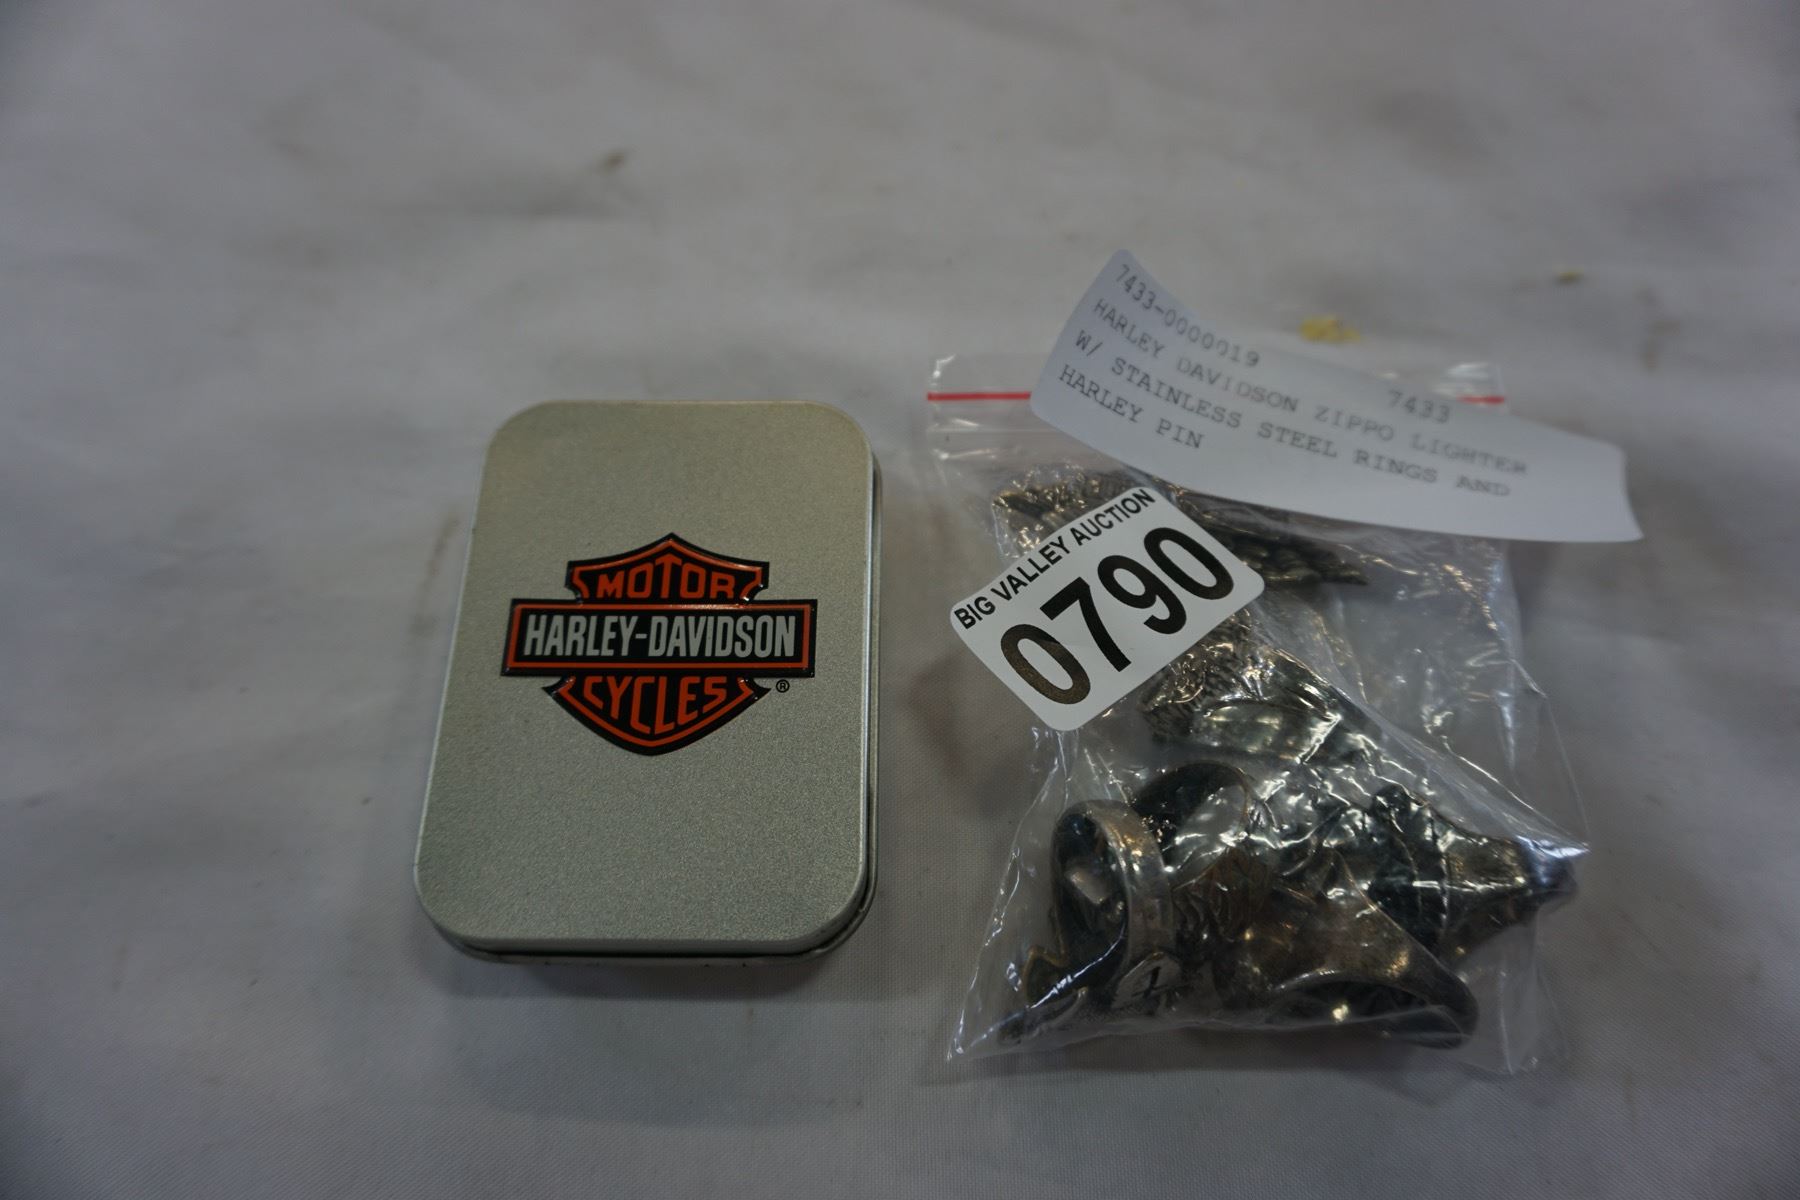 MOTOR
HARLEY-DAVIDSON
CYCLES
®
7433-0000019 7433
HARLEY DAVIDSON ZIPPO LIGHTER
W/ STAINLESS STEEL RINGS AND
HARLEY PIN
BIG VALLEY AUCTION
0790